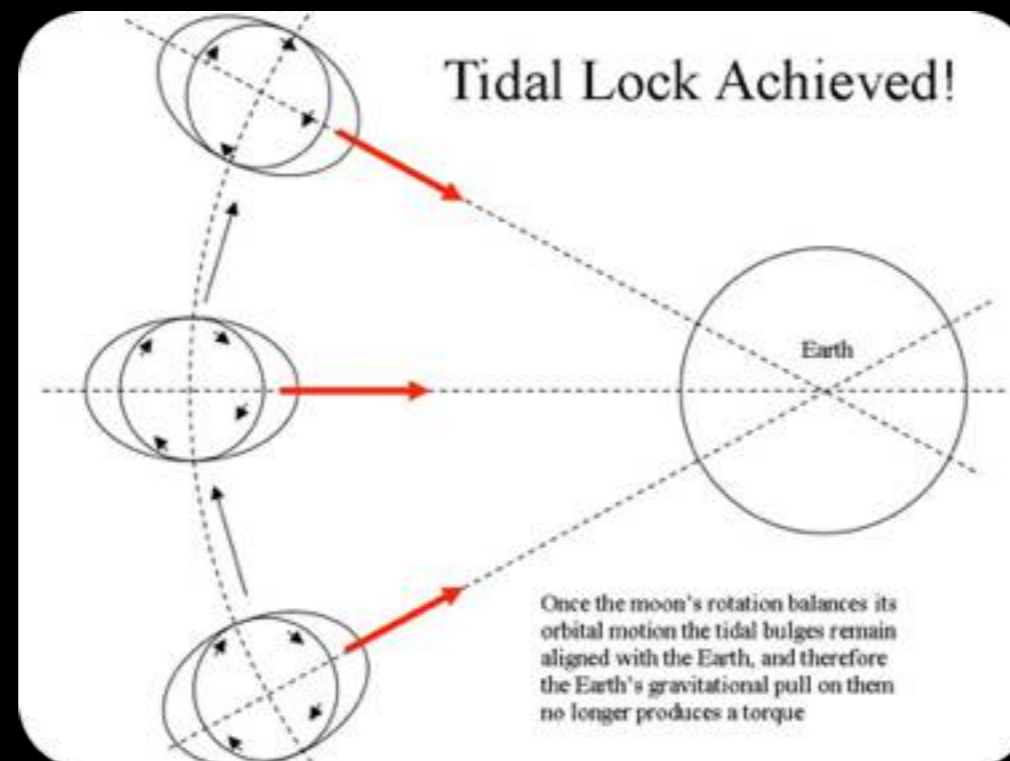 Tidal Lock Achieved!
Earth
Once the moon's rotation balances its
orbital motion the tidal bulges remain
aligned with the Earth, and therefore
the Earth's gravitational pull on them
no longer produces a torque